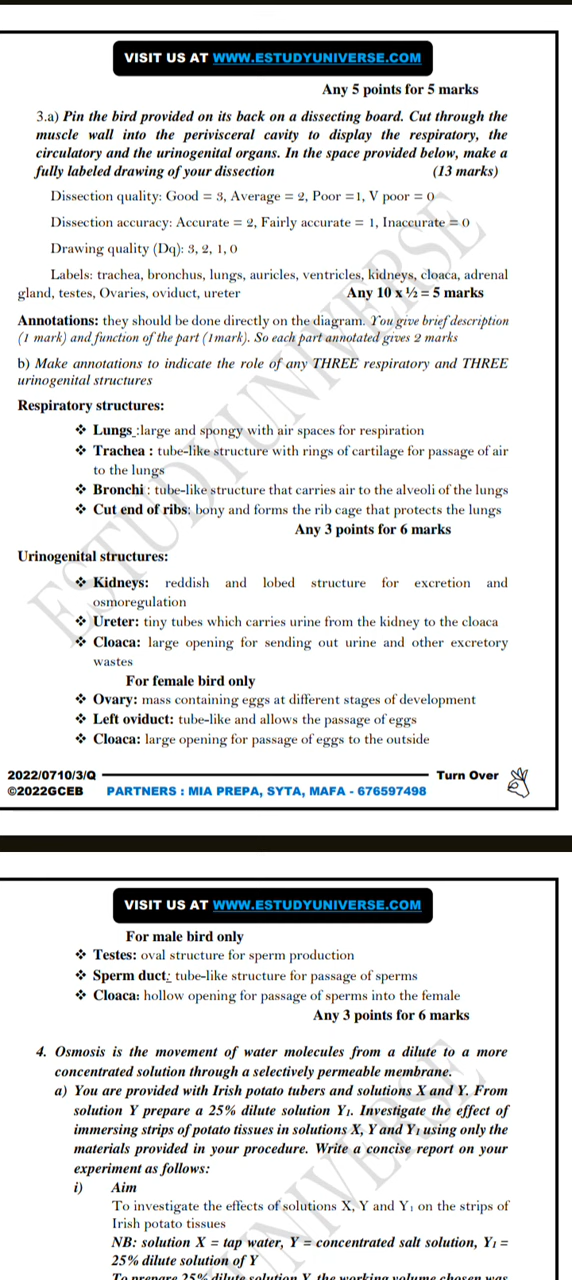 VISIT US AT WWW.ESTUDYUNIVERSE.COM
Any 5 points for 5 marks
3.a) Pin the bird provided on its back on a dissecting board. Cut through the
muscle wall into the perivisceral cavity to display the respiratory, the
circulatory and the urinogenital organs. In the space provided below, make a
fully labeled drawing of your dissection (13 marks)
Dissection quality: Good = 3, Average = 2, Poor =1, V poor = 0
Dissection accuracy: Accurate = 2, Fairly accurate = 1, Inaccurate = 0
Drawing quality (Dq): 3, 2, 1, 0
Labels: trachea, bronchus, lungs, auricles, ventricles, kidneys, cloaca, adrenal
gland, testes, Ovaries, oviduct, ureter Any 10 x ½ = 5 marks
Annotations: they should be done directly on the diagram. You give brief description
(1 mark) and function of the part (1mark). So each part annotated gives 2 marks
b) Make annotations to indicate the role of any THREE respiratory and THREE
urinogenital structures
Respiratory structures:
❖ Lungs :large and spongy with air spaces for respiration
❖ Trachea : tube-like structure with rings of cartilage for passage of air
to the lungs
❖ Bronchi : tube-like structure that carries air to the alveoli of the lungs
❖ Cut end of ribs: bony and forms the rib cage that protects the lungs
Any 3 points for 6 marks
Urinogenital structures:
❖ Kidneys: reddish and lobed structure for excretion and
osmoregulation
❖ Ureter: tiny tubes which carries urine from the kidney to the cloaca
❖ Cloaca: large opening for sending out urine and other excretory
wastes
For female bird only
❖ Ovary: mass containing eggs at different stages of development
❖ Left oviduct: tube-like and allows the passage of eggs
❖ Cloaca: large opening for passage of eggs to the outside
2022/0710/3/Q Turn Over
©2022GCEB PARTNERS : MIA PREPA, SYTA, MAFA - 676597498
ESTUDYUNIVERSE
VISIT US AT WWW.ESTUDYUNIVERSE.COM
For male bird only
❖ Testes: oval structure for sperm production
❖ Sperm duct: tube-like structure for passage of sperms
❖ Cloaca: hollow opening for passage of sperms into the female
Any 3 points for 6 marks
4. Osmosis is the movement of water molecules from a dilute to a more
concentrated solution through a selectively permeable membrane.
a) You are provided with Irish potato tubers and solutions X and Y. From
solution Y prepare a 25% dilute solution Y₁. Investigate the effect of
immersing strips of potato tissues in solutions X, Y and Y₁ using only the
materials provided in your procedure. Write a concise report on your
experiment as follows:
i) Aim
To investigate the effects of solutions X, Y and Y₁ on the strips of
Irish potato tissues
NB: solution X = tap water, Y = concentrated salt solution, Y₁ =
25% dilute solution of Y
To prepare 25% dilute solution Y, the working volume chosen was
UNIVERSE